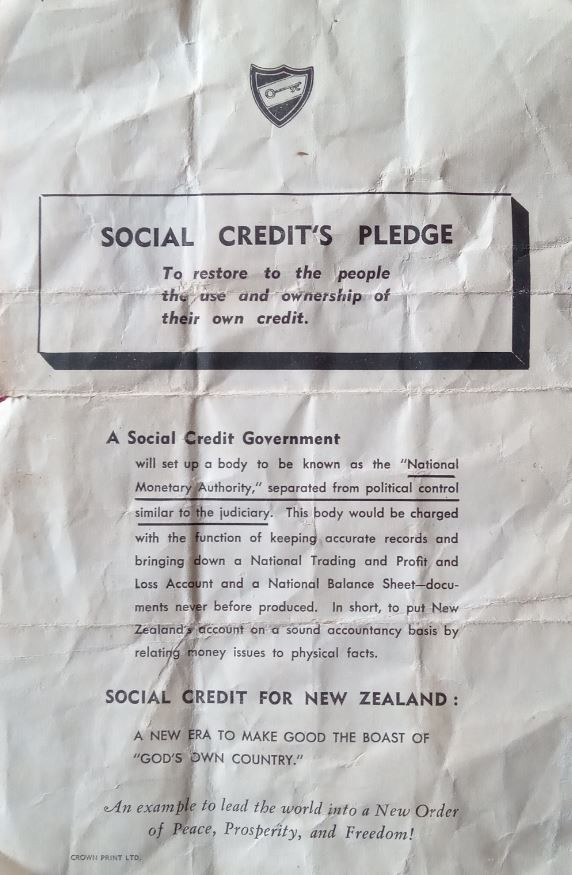 SOCIAL CREDIT'S PLEDGE
To restore to the people
the use and ownership of
their own credit.
A Social Credit Government
will set up a body to be known as the "National
Monetary Authority," separated from political control
similar to the judiciary. This body would be charged
with the function of keeping accurate records and
bringing down a National Trading and Profit and
Loss Account and a National Balance Sheet—docu-
ments never before produced. In short, to put New
Zealand's account on a sound accountancy basis by
relating money issues to physical facts.
SOCIAL CREDIT FOR NEW ZEALAND :
A NEW ERA TO MAKE GOOD THE BOAST OF
"GOD'S OWN COUNTRY."
An example to lead the world into a New Order
of Peace, Prosperity, and Freedom!
CROWN PRINT LTD.